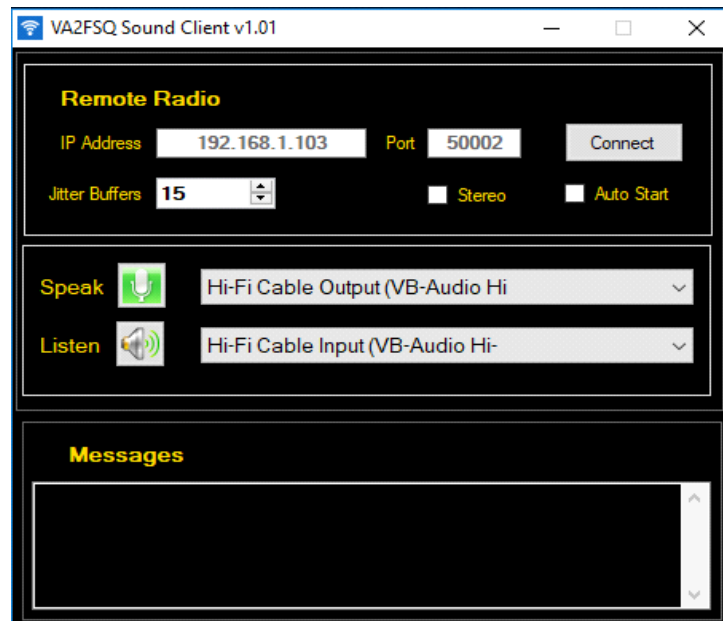 VA2FSQ Sound Client v1.01
Remote Radio
IP Address 192.168.1.103 Port 50002 Connect
Jitter Buffers 15 Stereo Auto Start
Speak Hi-Fi Cable Output (VB-Audio Hi
Listen Hi-Fi Cable Input (VB-Audio Hi-
Messages